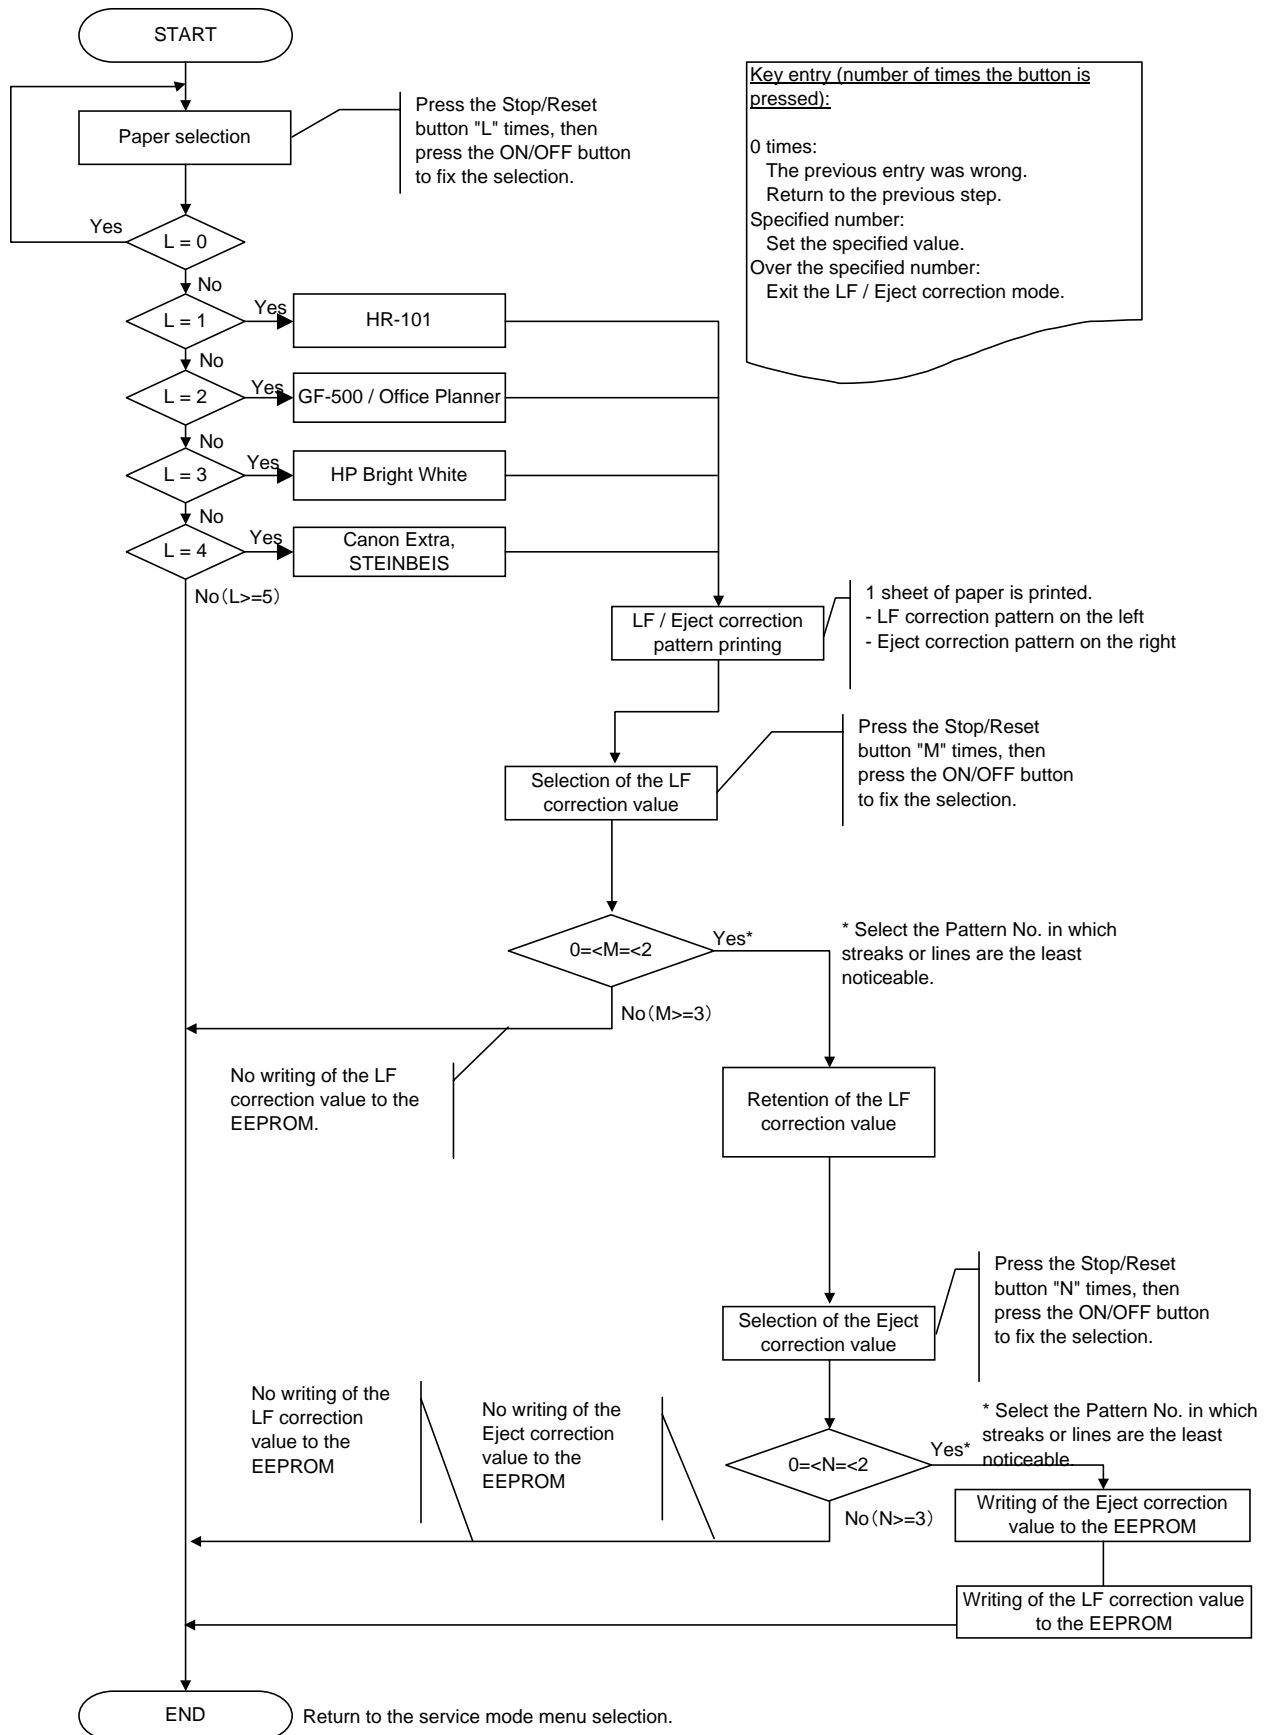 START
Key entry (number of times the button is
pressed):
0 times:
The previous entry was wrong.
Return to the previous step.
Specified number:
Set the specified value.
Over the specified number:
Exit the LF / Eject correction mode.
Paper selection
Press the Stop/Reset
button "L" times, then
press the ON/OFF button
to fix the selection.
Yes
L = 0
No
L = 1
Yes
HR-101
No
L = 2
Yes
GF-500 / Office Planner
No
L = 3
Yes
HP Bright White
No
L = 4
Yes
Canon Extra,
STEINBEIS
No(L>=5)
LF / Eject correction
pattern printing
1 sheet of paper is printed.
- LF correction pattern on the left
- Eject correction pattern on the right
Selection of the LF
correction value
Press the Stop/Reset
button "M" times, then
press the ON/OFF button
to fix the selection.
0=<M=<2
Yes*
* Select the Pattern No. in which
streaks or lines are the least
noticeable.
No(M>=3)
No writing of the LF
correction value to the
EEPROM.
Retention of the LF
correction value
Selection of the Eject
correction value
Press the Stop/Reset
button "N" times, then
press the ON/OFF button
to fix the selection.
No writing of the
LF correction
value to the
EEPROM
No writing of the
Eject correction
value to the
EEPROM
0=<N=<2
Yes*
* Select the Pattern No. in which
streaks or lines are the least
noticeable.
No(N>=3)
Writing of the Eject correction
value to the EEPROM
Writing of the LF correction value
to the EEPROM
END
Return to the service mode menu selection.